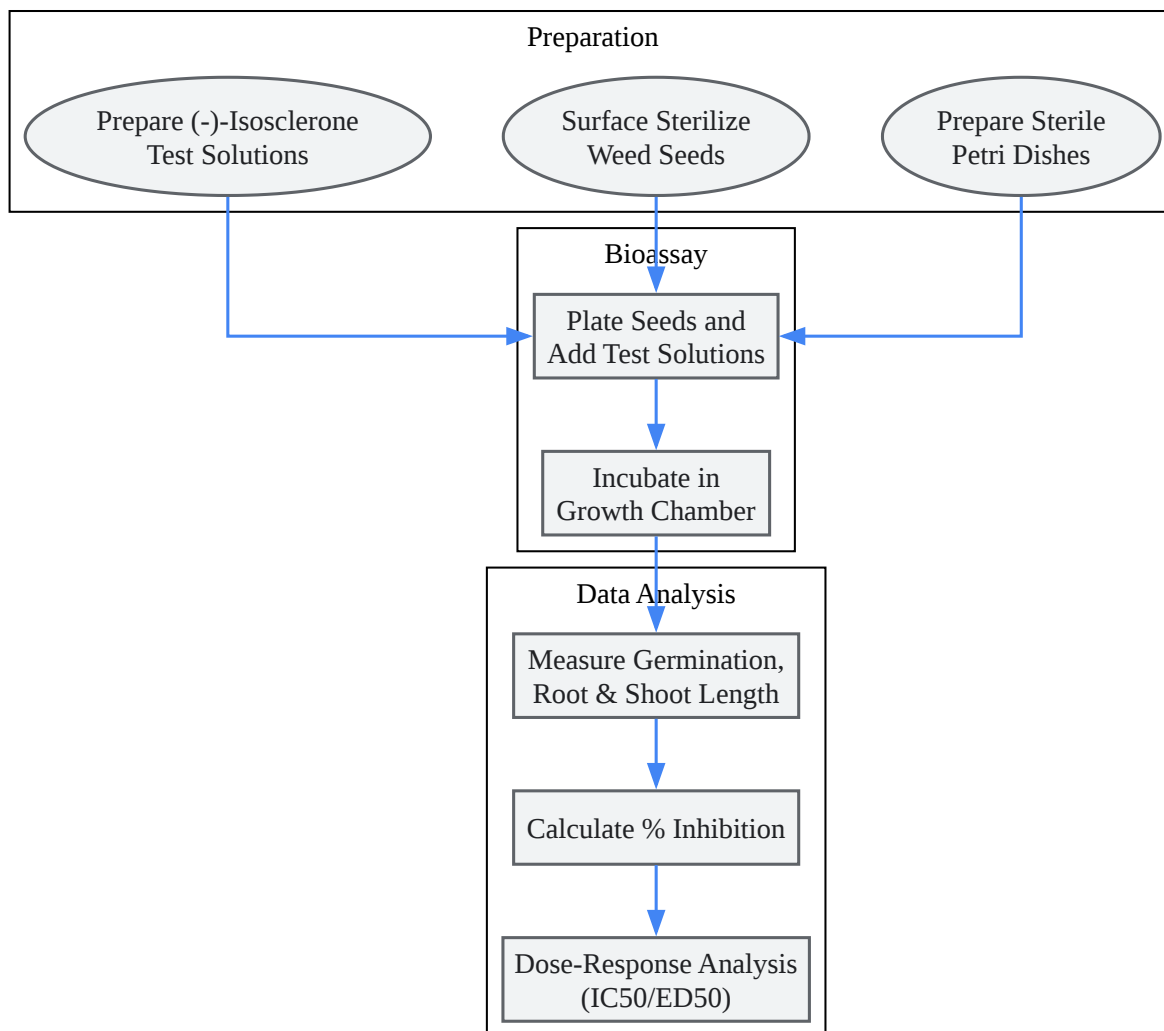 Preparation
Prepare (-)-Isosclerone
Test Solutions
Surface Sterilize
Weed Seeds
Prepare Sterile
Petri Dishes
Bioassay
Plate Seeds and
Add Test Solutions
Incubate in
Growth Chamber
Data Analysis
Measure Germination,
Root & Shoot Length
Calculate % Inhibition
Dose-Response Analysis
(IC50/ED50)